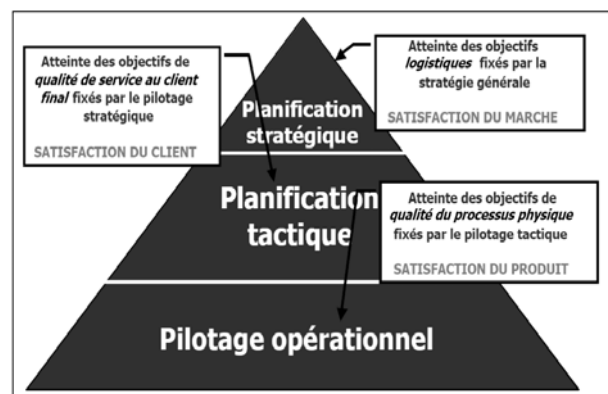 Atteinte des objectifs de
qualité de service au client
final fixés par le pilotage
stratégique
SATISFACTION DU CLIENT
Atteinte des objectifs
logistiques fixés par la
stratégie générale
SATISFACTION DU MARCHE
Planification
stratégique
Planification
tactique
Atteinte des objectifs de
qualité du processus physique
fixés par le pilotage tactique
SATISFACTION DU PRODUIT
Pilotage opérationnel